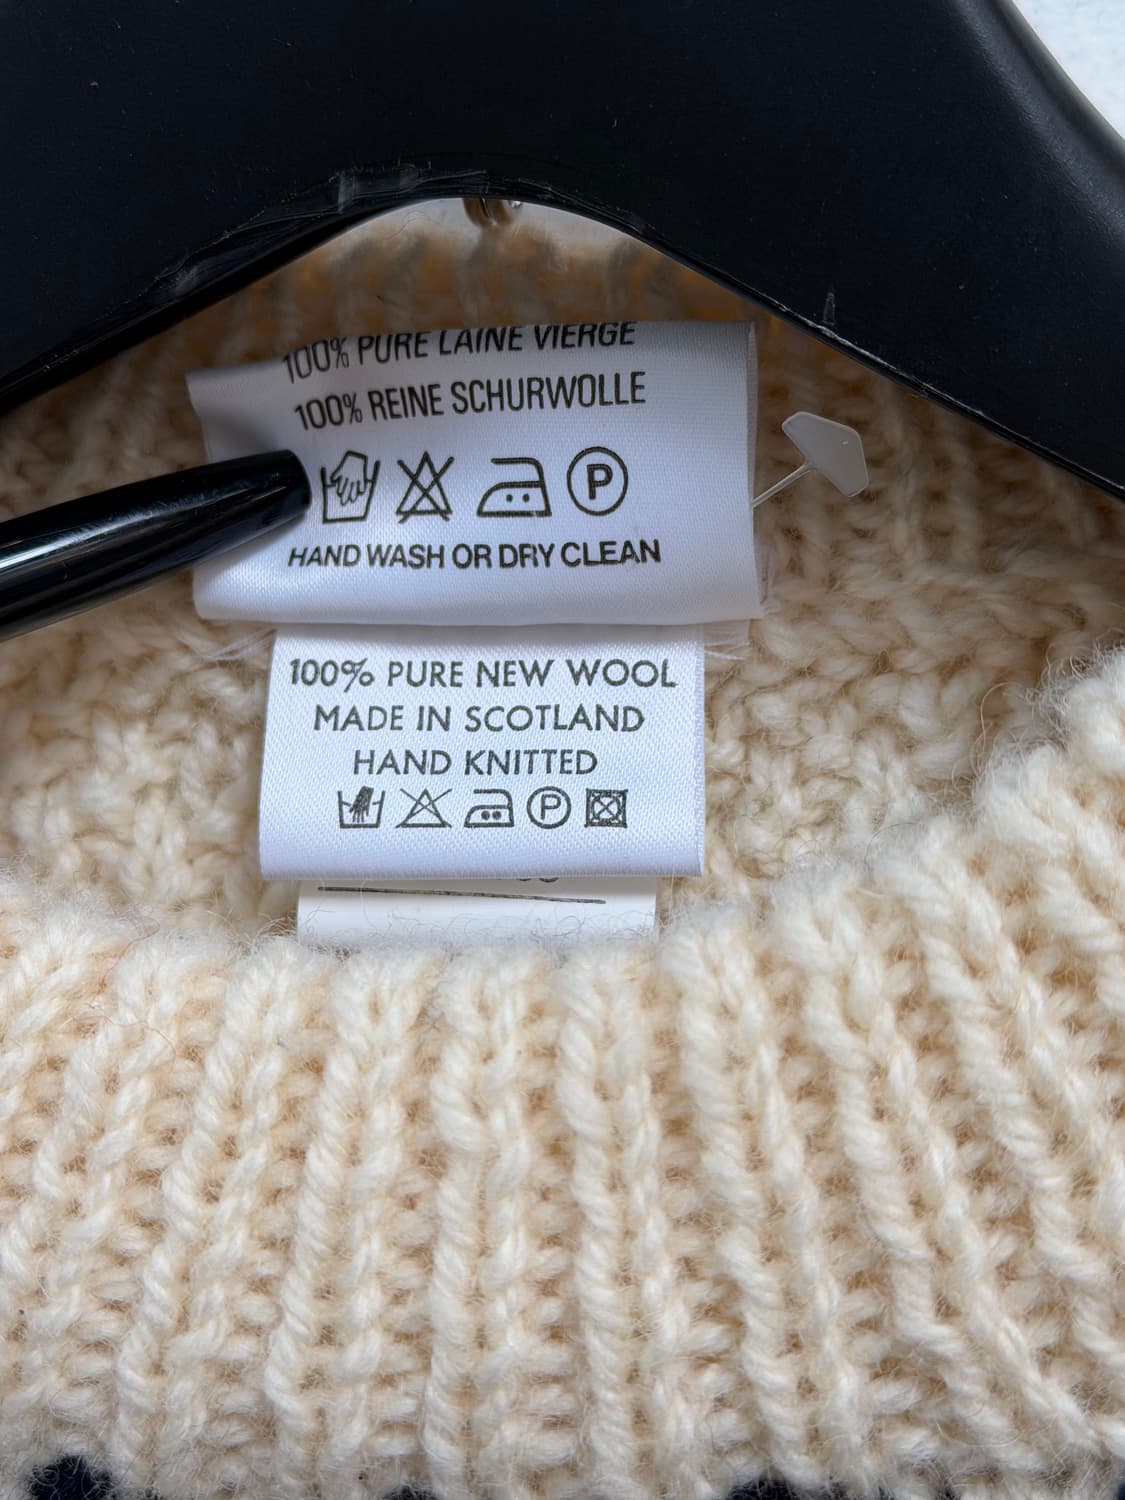 100% PURE LAINE VIERGE
100% REINE SCHURWOLLE
P
HAND WASH OR DRY CLEAN
100% PURE NEW WOOL
MADE IN SCOTLAND
HAND KNITTED
P